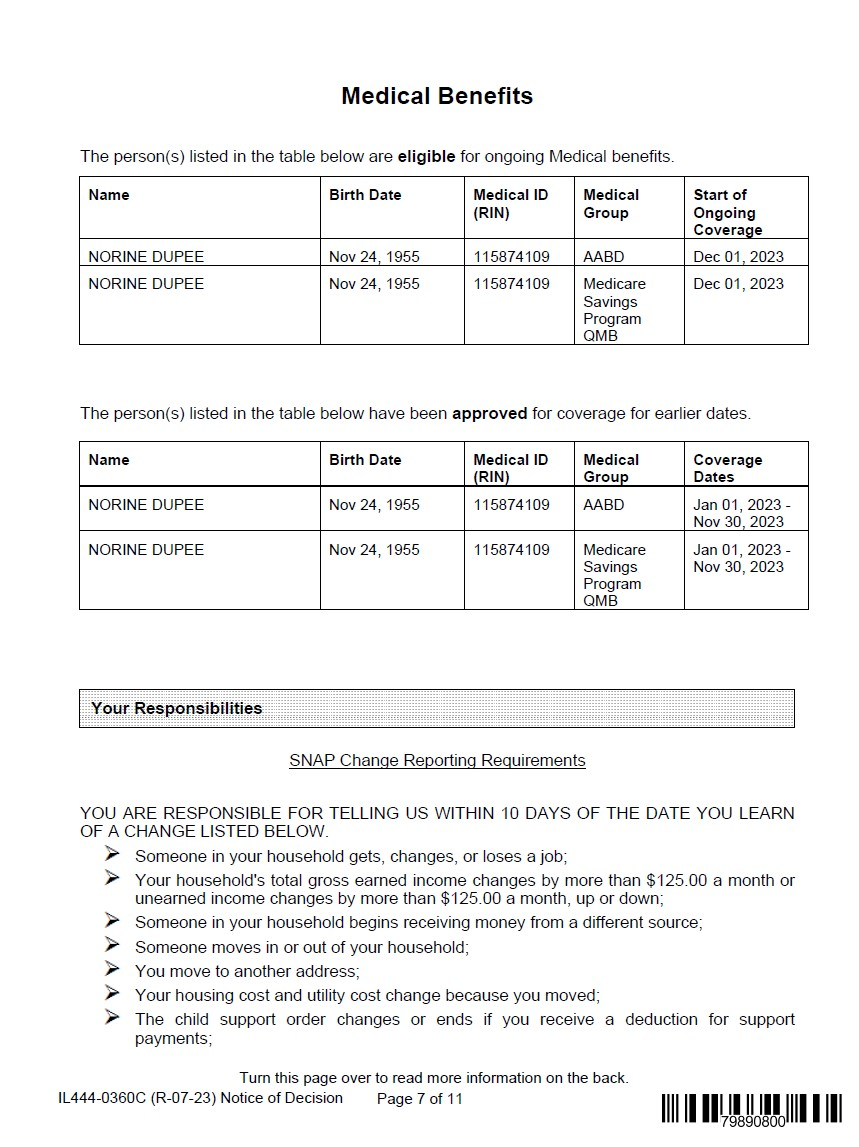 Medical Benefits
The person(s) listed in the table below are eligible for ongoing Medical benefits.
Name Birth Date Medical ID (RIN) Medical Group Start of Ongoing Coverage
NORINE DUPEE Nov 24, 1955 115874109 AABD Dec 01, 2023
NORINE DUPEE Nov 24, 1955 115874109 Medicare Savings Program QMB Dec 01, 2023
The person(s) listed in the table below have been approved for coverage for earlier dates.
Name Birth Date Medical ID (RIN) Medical Group Coverage Dates
NORINE DUPEE Nov 24, 1955 115874109 AABD Jan 01, 2023 - Nov 30, 2023
NORINE DUPEE Nov 24, 1955 115874109 Medicare Savings Program QMB Jan 01, 2023 - Nov 30, 2023
Your Responsibilities
SNAP Change Reporting Requirements
YOU ARE RESPONSIBLE FOR TELLING US WITHIN 10 DAYS OF THE DATE YOU LEARN
OF A CHANGE LISTED BELOW.
➢ Someone in your household gets, changes, or loses a job;
➢ Your household's total gross earned income changes by more than $125.00 a month or
unearned income changes by more than $125.00 a month, up or down;
➢ Someone in your household begins receiving money from a different source;
➢ Someone moves in or out of your household;
➢ You move to another address;
➢ Your housing cost and utility cost change because you moved;
➢ The child support order changes or ends if you receive a deduction for support
payments;
Turn this page over to read more information on the back.
IL444-0360C (R-07-23) Notice of Decision Page 7 of 11
79890800